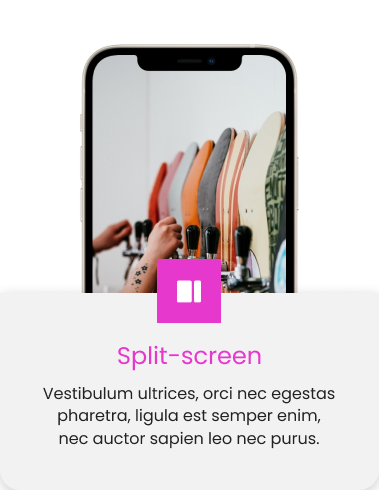 Split-screen
Vestibulum ultrices, orci nec egestas
pharetra, ligula est semper enim,
nec auctor sapien leo nec purus.